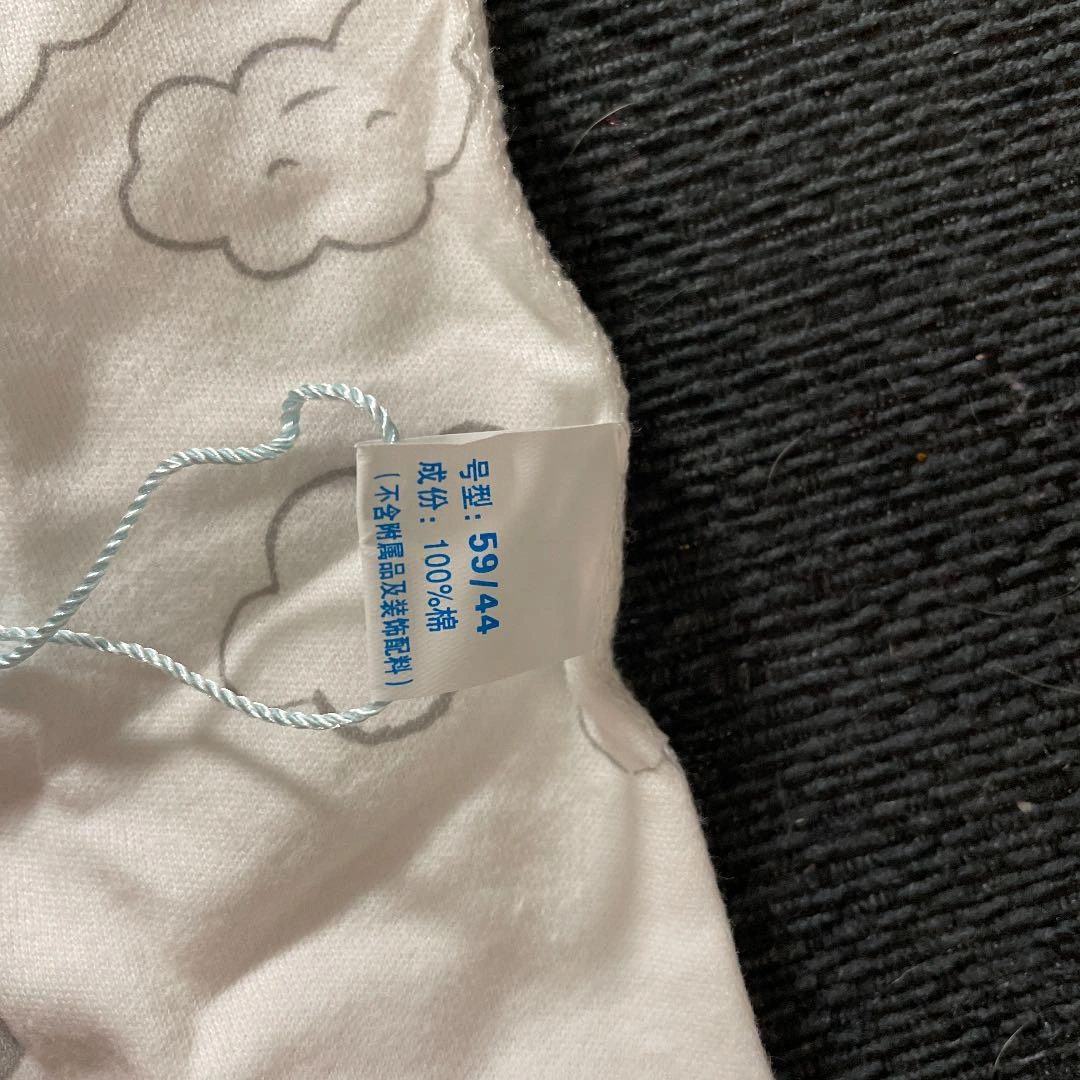 号型: 59/44
成份: 100%棉
(不含附属品及装饰配料)